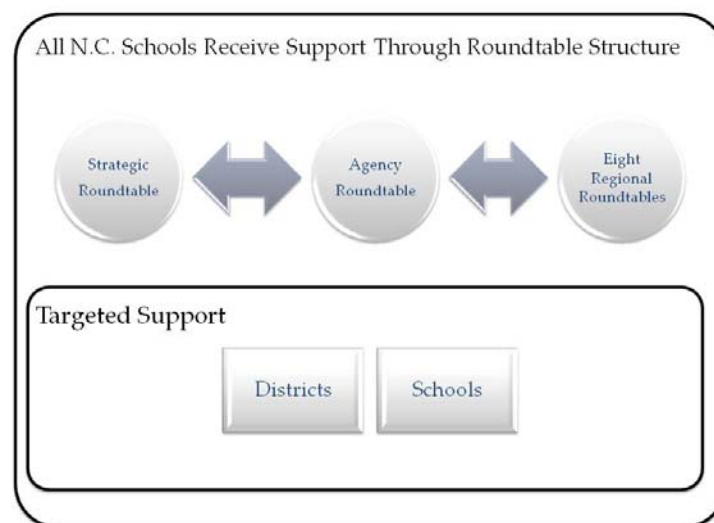 All N.C. Schools Receive Support Through Roundtable Structure
Strategic
Roundtable
Agency
Roundtable
Eight
Regional
Roundtables
Targeted Support
Districts
Schools